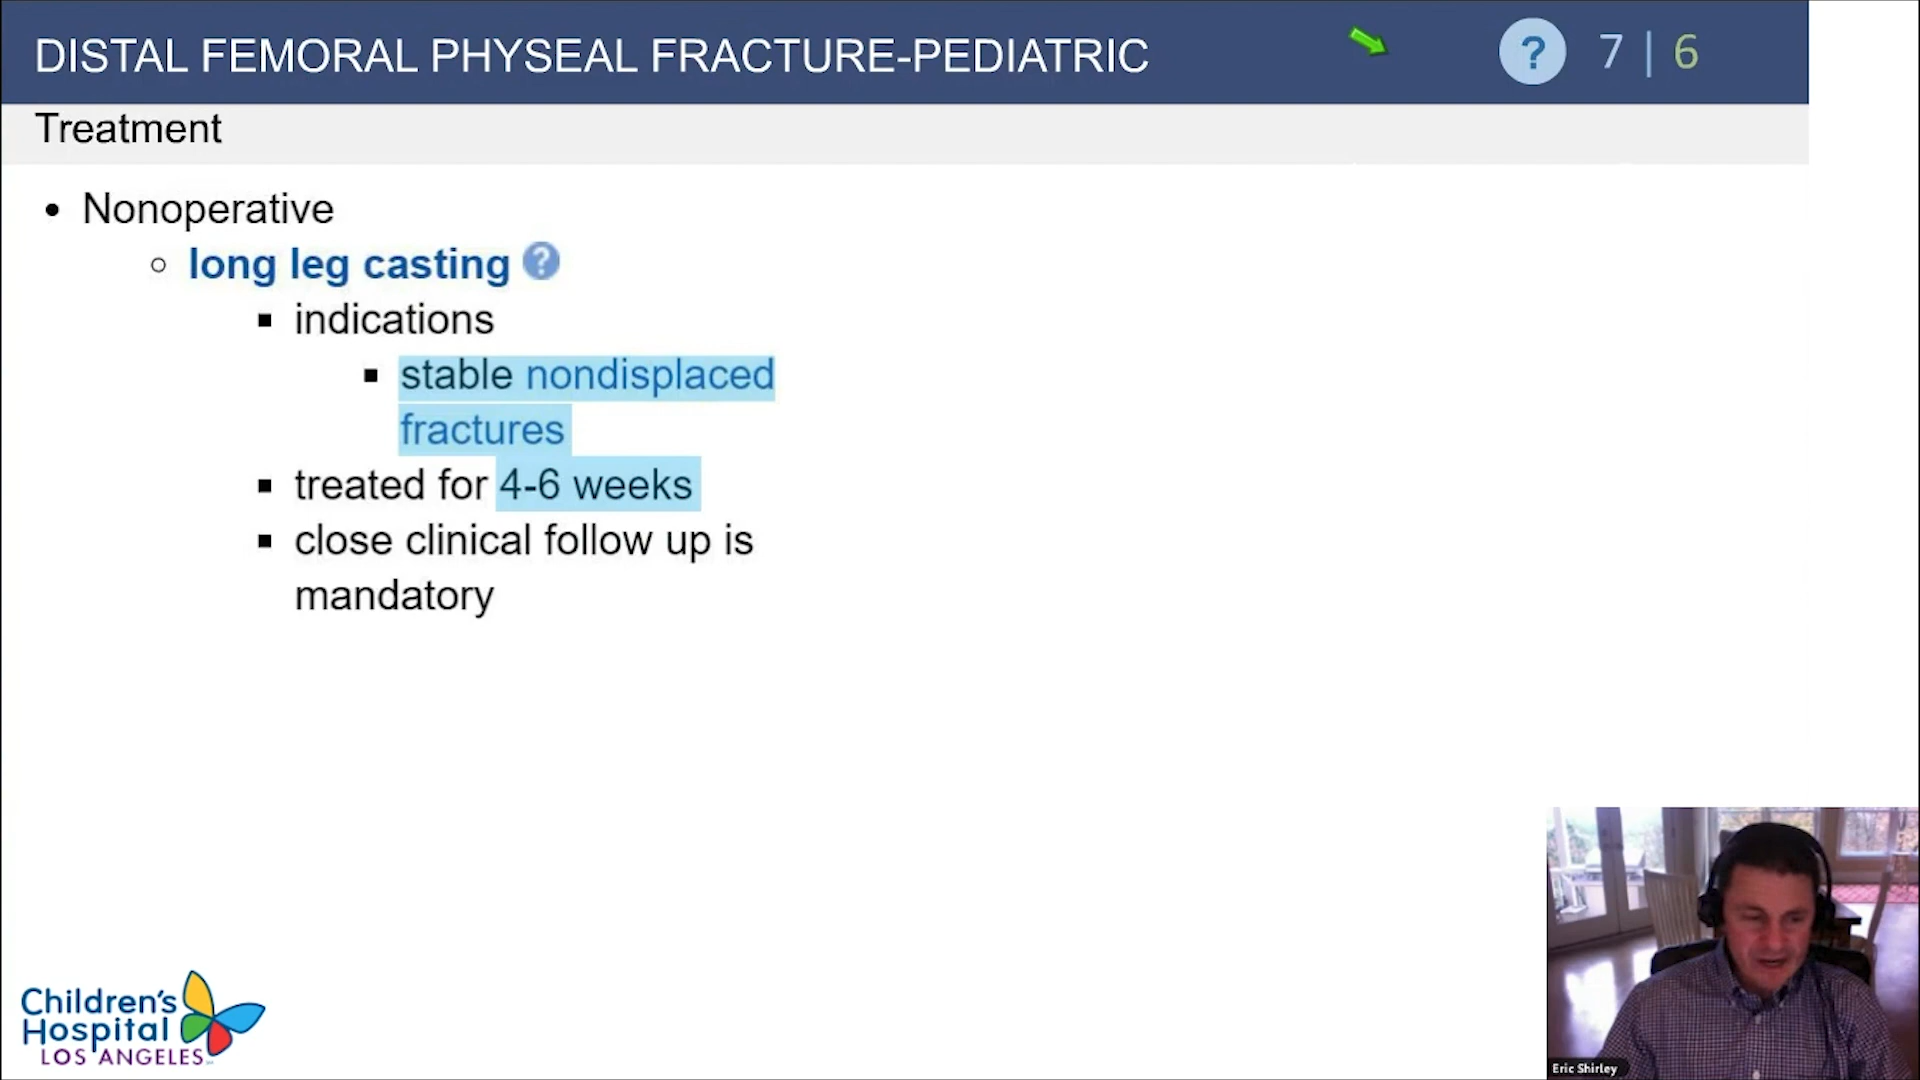 DISTAL FEMORAL PHYSEAL FRACTURE-PEDIATRIC
? 7 | 6
Treatment
• Nonoperative
○ long leg casting ?
▪ indications
▪ stable nondisplaced
fractures
▪ treated for 4-6 weeks
▪ close clinical follow up is
mandatory
Children's
Hospital
LOS ANGELES
Eric Shirley